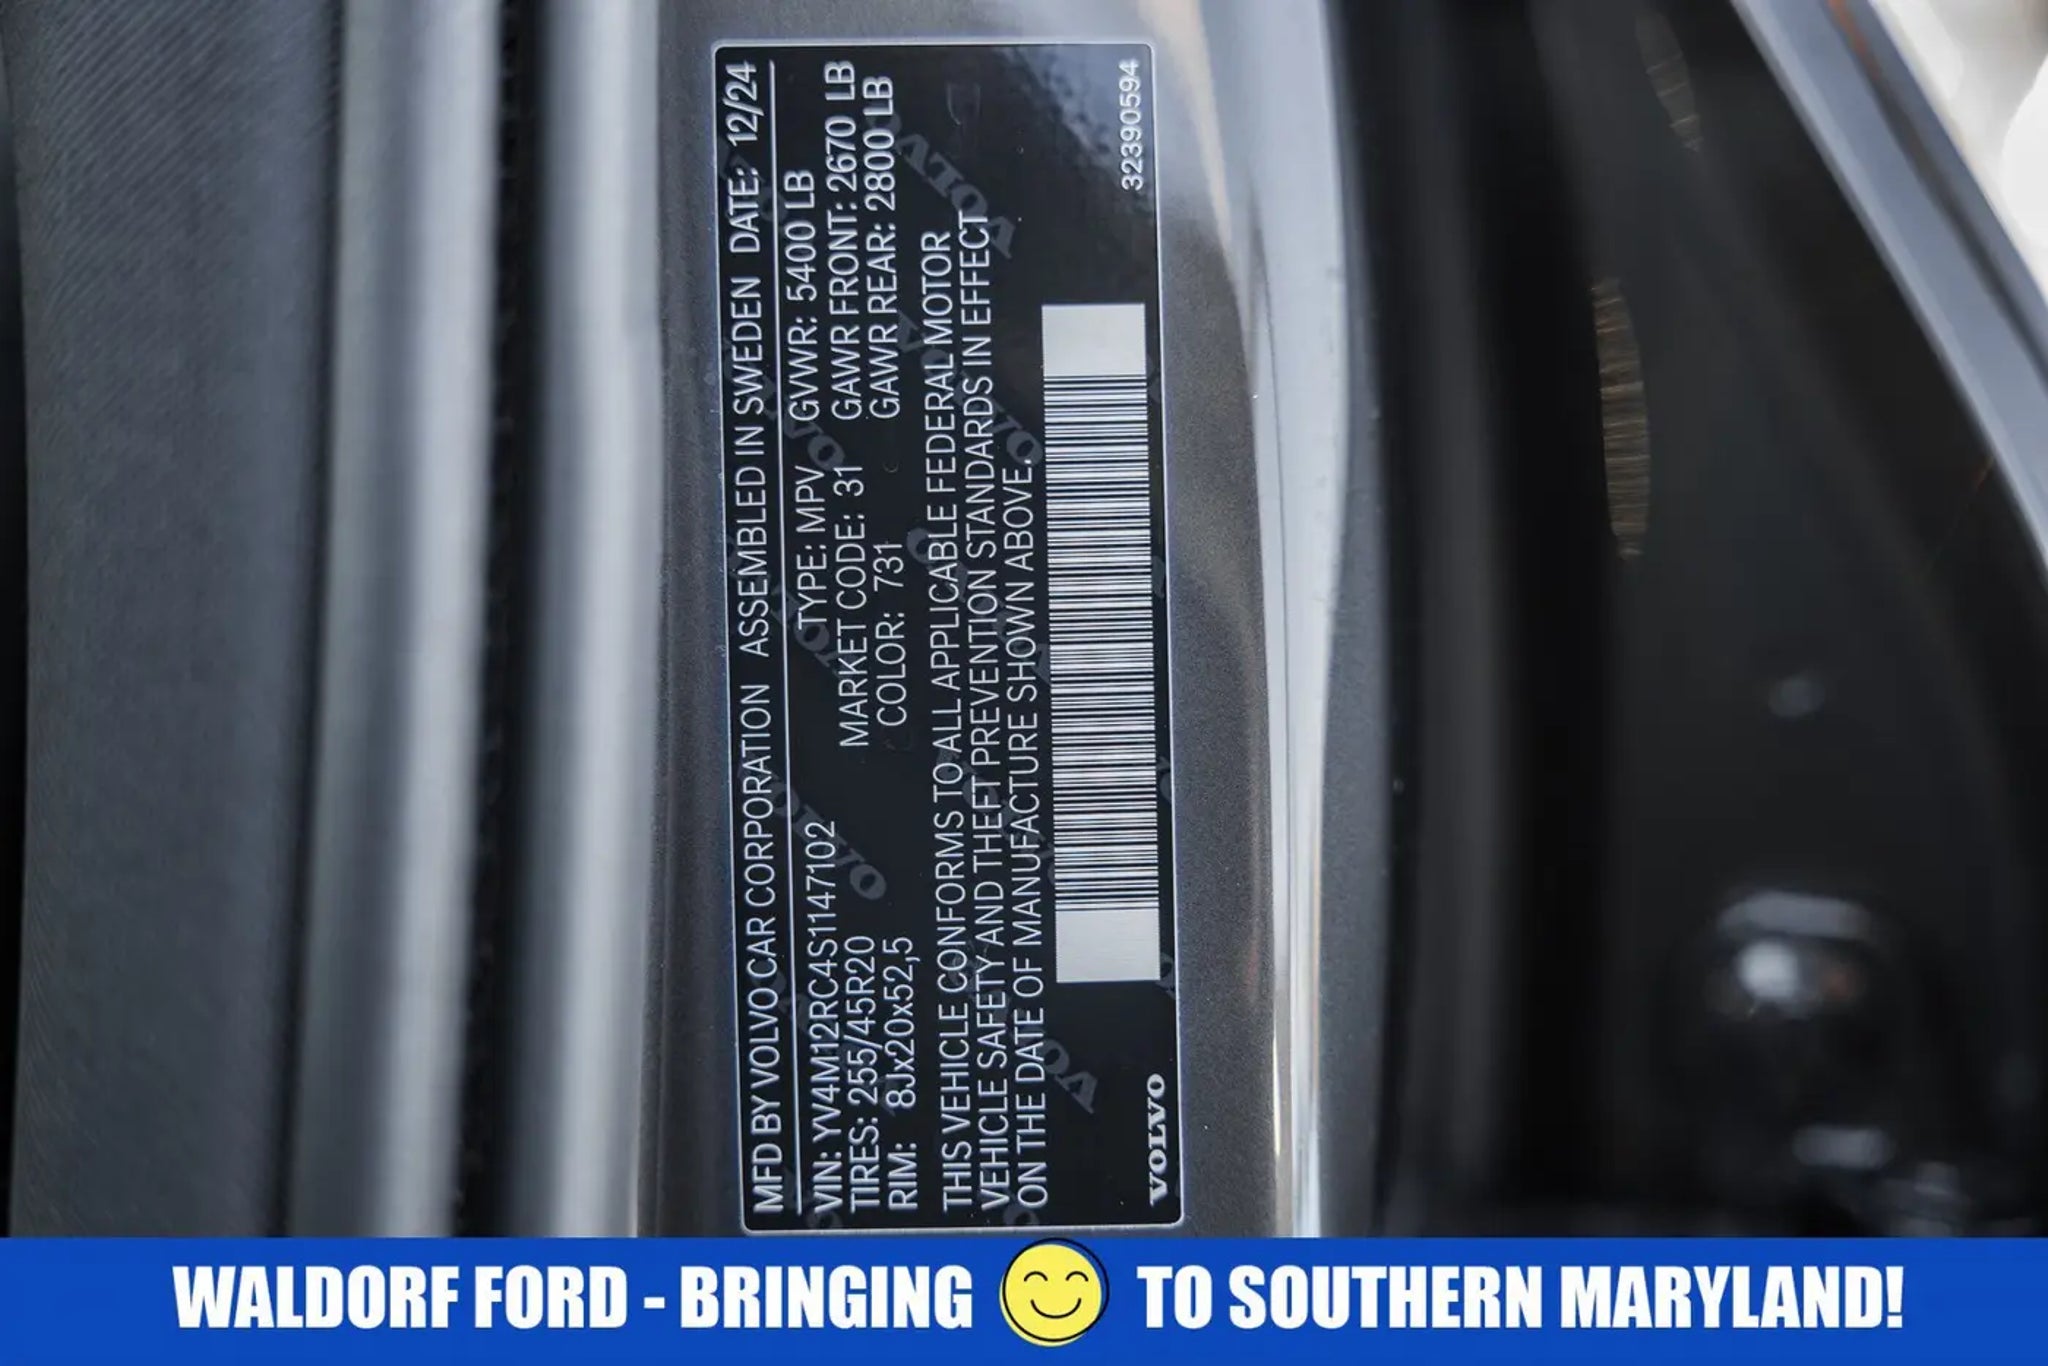 MFD BY VOLVO CAR CORPORATION ASSEMBLED IN SWEDEN DATE: 12/24
VIN: YV4M12RC4S1147102 TYPE: MPV GVWR: 5400 LB
TIRES: 255/45R20 MARKET CODE: 31 GAWR FRONT: 2670 LB
RIM: 8Jx20x52,5 COLOR: 731 GAWR REAR: 2800 LB
THIS VEHICLE CONFORMS TO ALL APPLICABLE FEDERAL MOTOR
VEHICLE SAFETY AND THEFT PREVENTION STANDARDS IN EFFECT
ON THE DATE OF MANUFACTURE SHOWN ABOVE.
VOLVO
32390594
WALDORF FORD - BRINGING TO SOUTHERN MARYLAND!